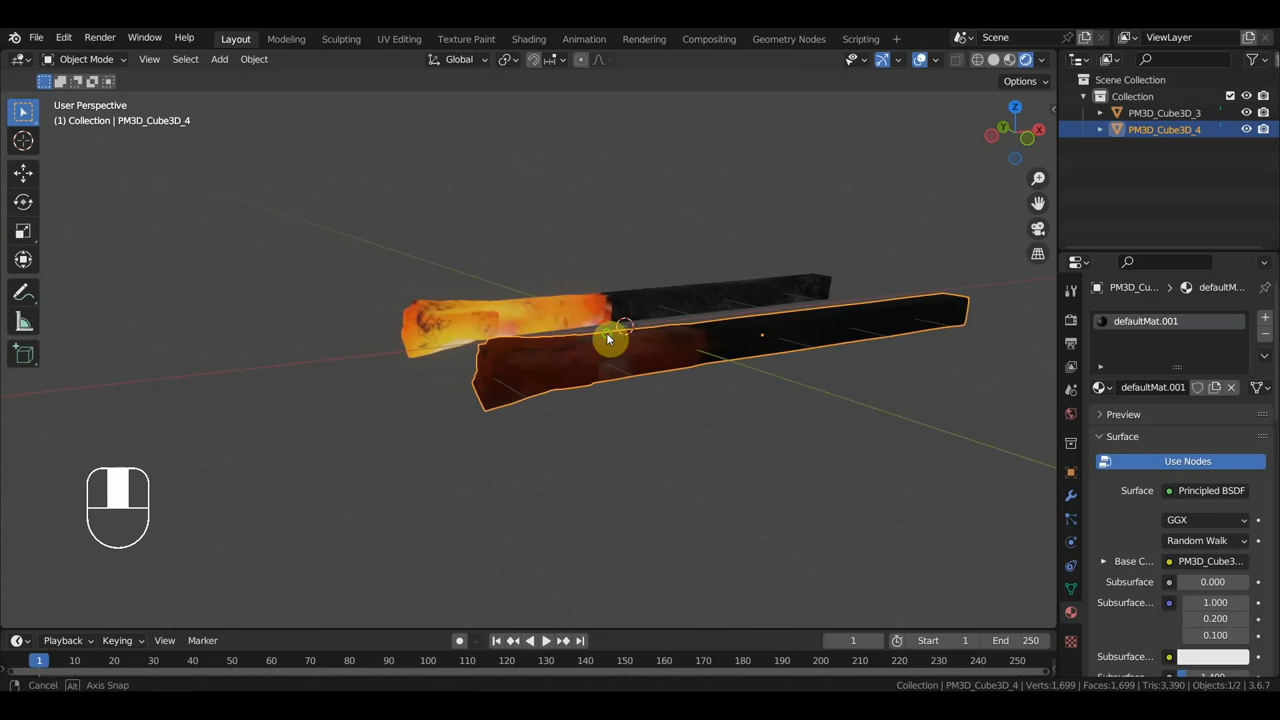 File Edit Render Window Help Layout Modeling Sculpting UV Editing Texture Paint Shading Animation Rendering Compositing Geometry Nodes Scripting + Scene ViewLayer
Object Mode View Select Add Object Global
Options
User Perspective
(1) Collection | PM3D_Cube3D_4
Z
Y
X
Scene Collection
Collection
PM3D_Cube3D_3
PM3D_Cube3D_4
PM3D_Cu... defaultM...
defaultMat.001
defaultMat.001
Preview
Surface
Use Nodes
Surface Principled BSDF
GGX
Random Walk
Base C... PM3D_Cube3...
Subsurface 0.000
Subsurface... 1.000
0.200
0.100
Subsurface...
Playback Keying View Marker 1 Start 1 End 250
1 10 20 30 40 50 60 70 80 90 100 110 120 130 140 150 160 170 180 190 200 210 220 230 240 250
Cancel Alt Axis Snap Collection | PM3D_Cube3D_4 | Verts:1,699 | Faces:1,699 | Tris:3,390 | Objects:1/2 | 3.6.7